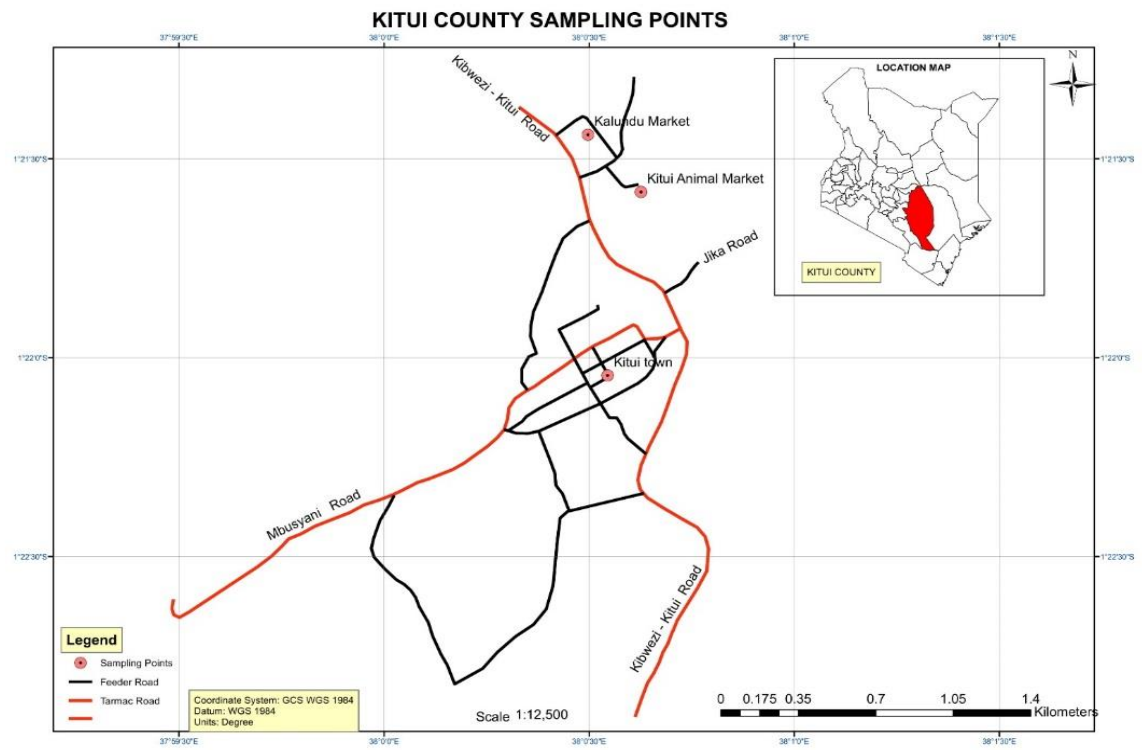 KITUI COUNTY SAMPLING POINTS
37°59'30"E
38°0'0"E
38°0'30"E
38°1'0"E
38°1'30"E
N
LOCATION MAP
KITUI COUNTY
Kibwezi - Kitui Road
Kalundu Market
1°21'30"S
1°21'30"S
Kitui Animal Market
Jika Road
1°22'0"S
1°22'0"S
Kitui town
Mbusyani Road
1°22'30"S
1°22'30"S
Kibwezi - Kitui Road
Legend
Sampling Points
Feeder Road
Tarmac Road
Coordinate System: GCS WGS 1984
Datum: WGS 1984
Units: Degree
Scale 1:12,500
0 0.175 0.35 0.7 1.05 1.4
Kilometers
37°59'30"E
38°0'0"E
38°0'30"E
38°1'0"E
38°1'30"E